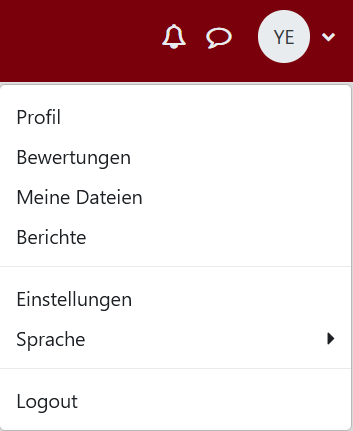 YE
Profil
Bewertungen
Meine Dateien
Berichte
Einstellungen
Sprache
Logout